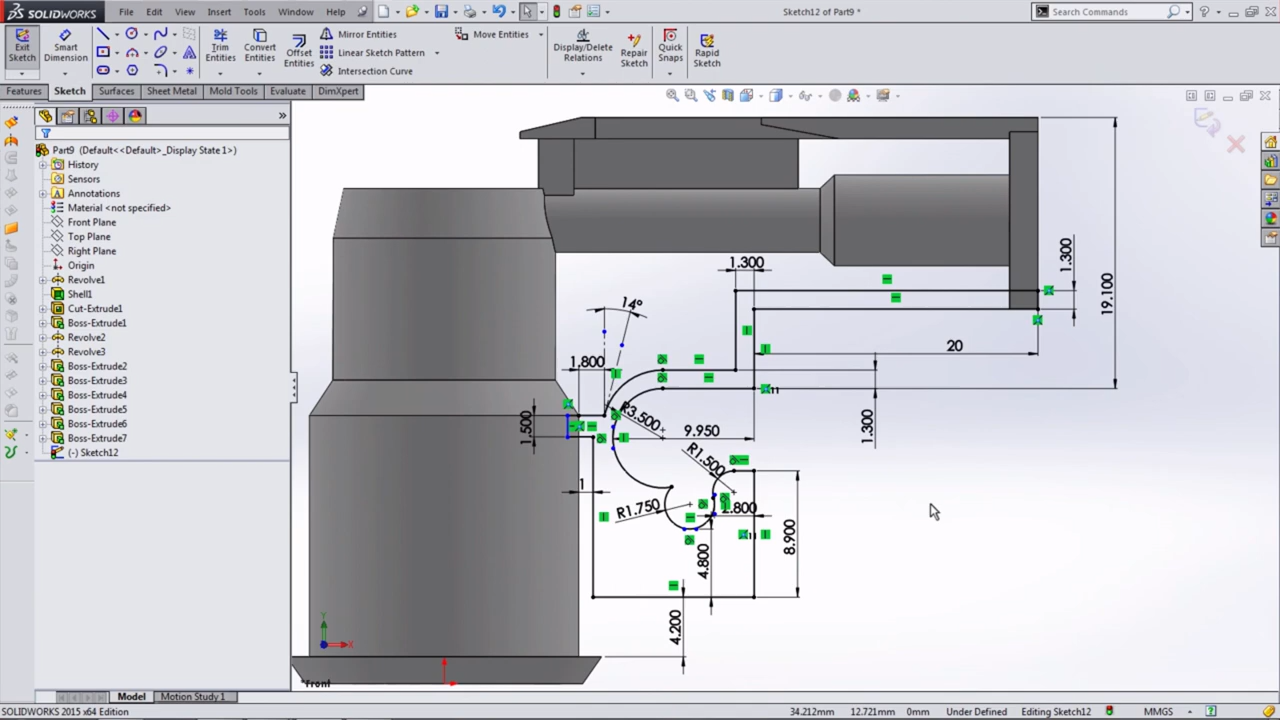 SOLIDWORKS
File Edit View Insert Tools Window Help
Sketch12 of Part9 *
Search Commands
Exit Sketch
Smart Dimension
Trim Entities
Convert Entities
Offset Entities
Mirror Entities
Linear Sketch Pattern
Intersection Curve
Move Entities
Display/Delete Relations
Repair Sketch
Quick Snaps
Rapid Sketch
Features Sketch Surfaces Sheet Metal Mold Tools Evaluate DimXpert
Part9 (Default<<Default>_Display State 1>)
History
Sensors
Annotations
Material <not specified>
Front Plane
Top Plane
Right Plane
Origin
Revolve1
Shell1
Cut-Extrude1
Boss-Extrude1
Revolve2
Revolve3
Boss-Extrude2
Boss-Extrude3
Boss-Extrude4
Boss-Extrude5
Boss-Extrude6
Boss-Extrude7
(-) Sketch12
1.300
1.300
19.100
14°
20
1.800
1.500
R3.500
9.950
1.300
R1.500
1
R1.750
2.800
8.900
4.800
4.200
Y
X
*Front
Model Motion Study 1
SOLIDWORKS 2015 x64 Edition
34.212mm 12.721mm 0mm Under Defined Editing Sketch12 MMGS